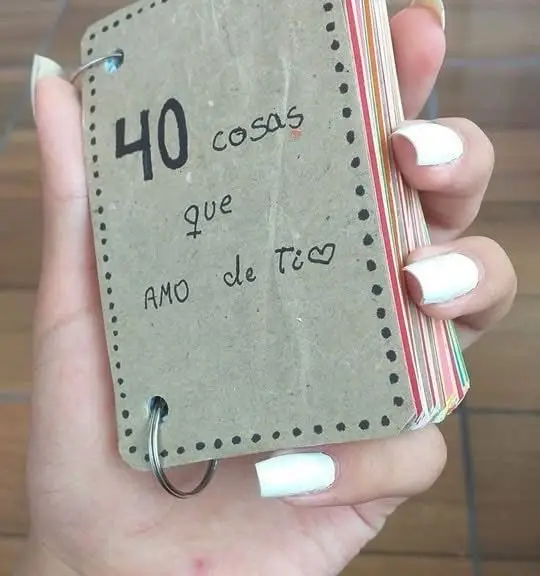 40 cosas
que
AMO de Ti♡